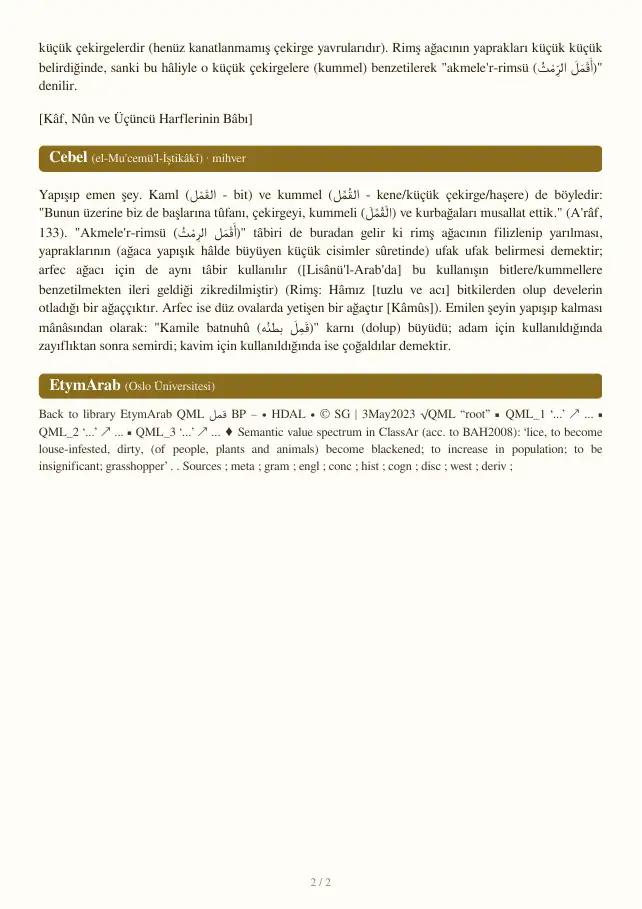 küçük çekirgelerdir (henüz kanatlanmamış çekirge yavrularıdır). Rimş ağacının yaprakları küçük küçük
belirdiğinde, sanki bu hâliyle o küçük çekirgelere (kummel) benzetilerek "akmele'r-rimsü (أَقْمَلَ الرَّمْثُ)"
denilir.
[Kâf, Nûn ve Üçüncü Harflerinin Bâbı]
Cebel (el-Mu'cemü'l-İştikâkî) · mihver
Yapışıp emen şey. Kaml (القَمْل - bit) ve kummel (القُمَّل - kene/küçük çekirge/haşere) de böyledir:
"Bunun üzerine biz de başlarına tûfanı, çekirgeyi, kummeli (الْقُمَّلَ) ve kurbağaları musallat ettik." (A'râf,
133). "Akmele'r-rimsü (أَقْمَلَ الرِمْثُ)" tâbiri de buradan gelir ki rimş ağacının filizlenip yarılması,
yapraklarının (ağaca yapışık hâlde büyüyen küçük cisimler sûretinde) ufak ufak belirmesi demektir;
arfec ağacı için de aynı tâbir kullanılır ([Lisânü'l-Arab'da] bu kullanışın bitlere/kummellere
benzetilmekten ileri geldiği zikredilmiştir) (Rimş: Hâmız [tuzlu ve acı] bitkilerden olup develerin
otladığı bir ağaççıktır. Arfec ise düz ovalarda yetişen bir ağaçtır [Kâmûs]). Emilen şeyin yapışıp kalması
mânâsından olarak: "Kamile batnuhû (قَمِلَ بطنُه)" karnı (dolup) büyüdü; adam için kullanıldığında
zayıflıktan sonra semirdi; kavim için kullanıldığında ise çoğaldılar demektir.
EtymArab (Oslo Üniversitesi)
Back to library EtymArab QML قمل BP – • HDAL • © SG | 3May2023 √QML “root” ▪ QML_1 ‘...’ ↗ ... ▪
QML_2 ‘...’ ↗ ... ▪ QML_3 ‘...’ ↗ ... ♦ Semantic value spectrum in ClassAr (acc. to BAH2008): ‘lice, to become
louse-infested, dirty, (of people, plants and animals) become blackened; to increase in population; to be
insignificant; grasshopper’ . . Sources ; meta ; gram ; engl ; conc ; hist ; cogn ; disc ; west ; deriv ;
2 / 2